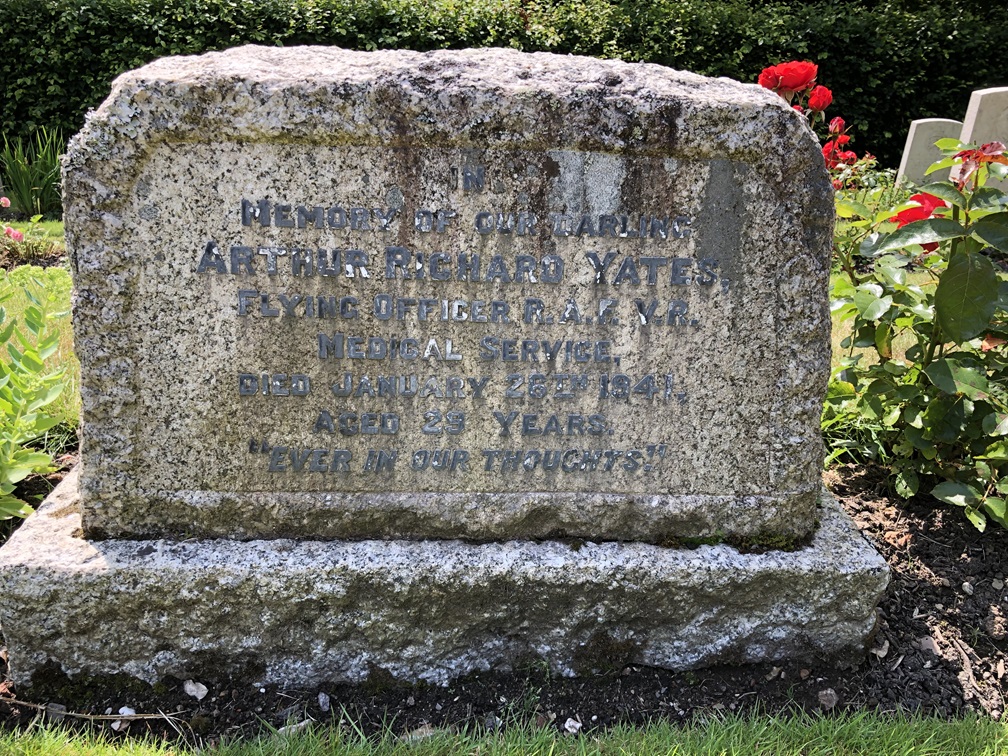 IN
MEMORY OF OUR DARLING
ARTHUR RICHARD YATES,
FLYING OFFICER R.A.F. V.R.
MEDICAL SERVICE,
DIED JANUARY 26TH 1941,
AGED 29 YEARS.
"EVER IN OUR THOUGHTS."